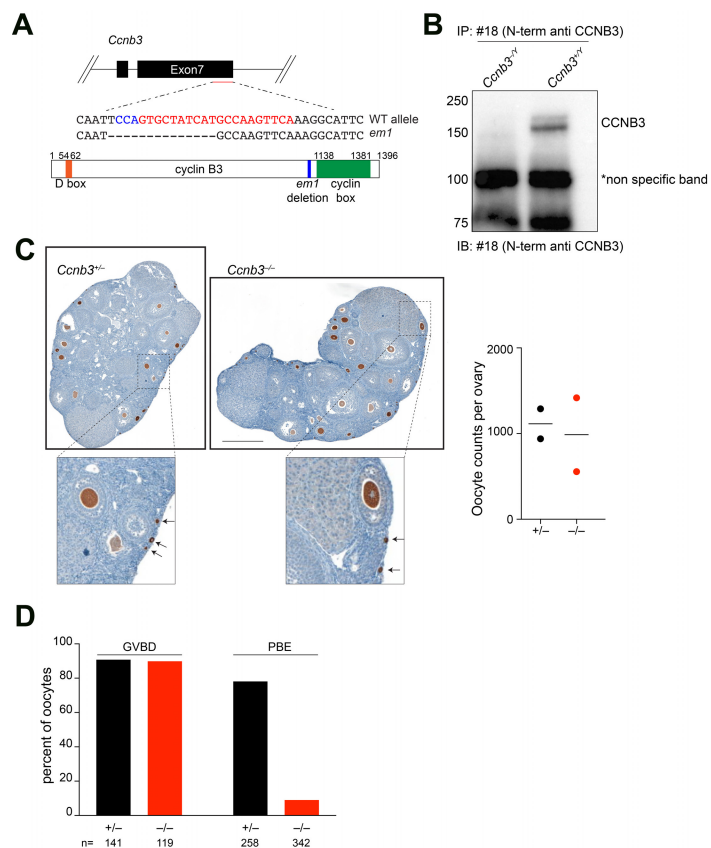 A
Ccnb3
Exon7
CAATTCCAGTGCTATCATGCCAAGTTCAAAGGCATTC WT allele
CAAT-----------------GCCAAGTTCAAAGGCATTC em1
1 5462 1138 1381 1396
cyclin B3
D box em1 cyclin
deletion box
B
IP: #18 (N-term anti CCNB3)
Ccnb3-/Y Ccnb3+/Y
250
150
100
75
CCNB3
*non specific band
IB: #18 (N-term anti CCNB3)
C
Ccnb3+/– Ccnb3–/–
Oocyte counts per ovary
2000
1000
0
+/– –/–
D
GVBD PBE
percent of oocytes
100
80
60
40
20
0
+/– –/– +/– –/–
n= 141 119 258 342